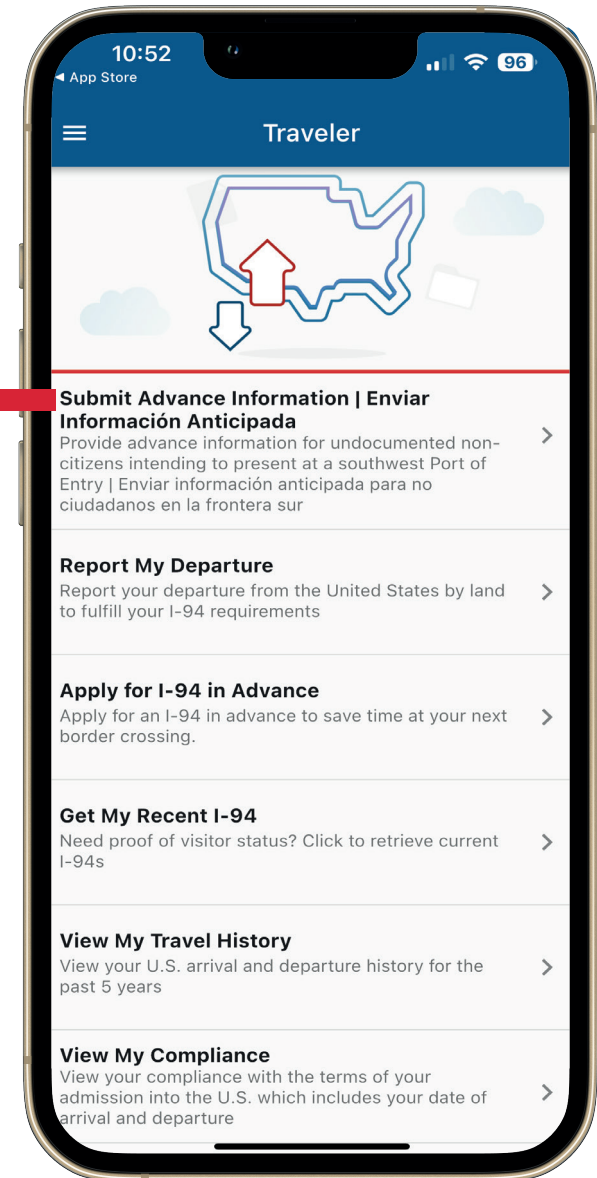 10:52
96
App Store
Traveler
Submit Advance Information | Enviar
Información Anticipada
Provide advance information for undocumented non-
citizens intending to present at a southwest Port of
Entry | Enviar información anticipada para no
ciudadanos en la frontera sur
Report My Departure
Report your departure from the United States by land
to fulfill your I-94 requirements
Apply for I-94 in Advance
Apply for an I-94 in advance to save time at your next
border crossing.
Get My Recent I-94
Need proof of visitor status? Click to retrieve current
I-94s
View My Travel History
View your U.S. arrival and departure history for the
past 5 years
View My Compliance
View your compliance with the terms of your
admission into the U.S. which includes your date of
arrival and departure